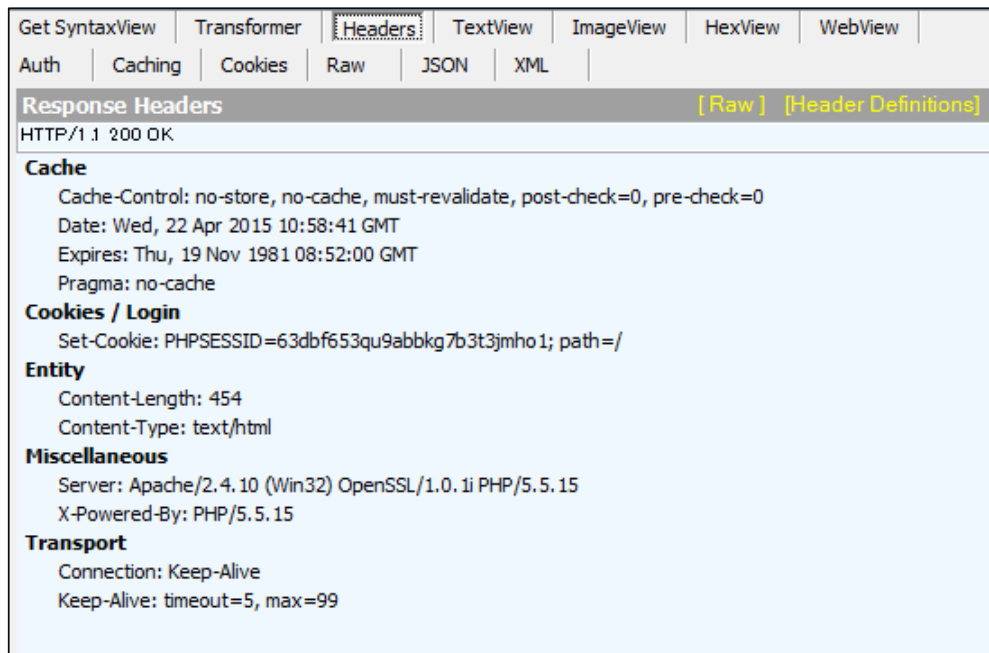 Get SyntaxView Transformer Headers TextView ImageView HexView WebView
Auth Caching Cookies Raw JSON XML
Response Headers [ Raw ] [Header Definitions]
HTTP/1.1 200 OK
Cache
Cache-Control: no-store, no-cache, must-revalidate, post-check=0, pre-check=0
Date: Wed, 22 Apr 2015 10:58:41 GMT
Expires: Thu, 19 Nov 1981 08:52:00 GMT
Pragma: no-cache
Cookies / Login
Set-Cookie: PHPSESSID=63dbf653qu9abbkg7b3t3jmho1; path=/
Entity
Content-Length: 454
Content-Type: text/html
Miscellaneous
Server: Apache/2.4.10 (Win32) OpenSSL/1.0.1i PHP/5.5.15
X-Powered-By: PHP/5.5.15
Transport
Connection: Keep-Alive
Keep-Alive: timeout=5, max=99